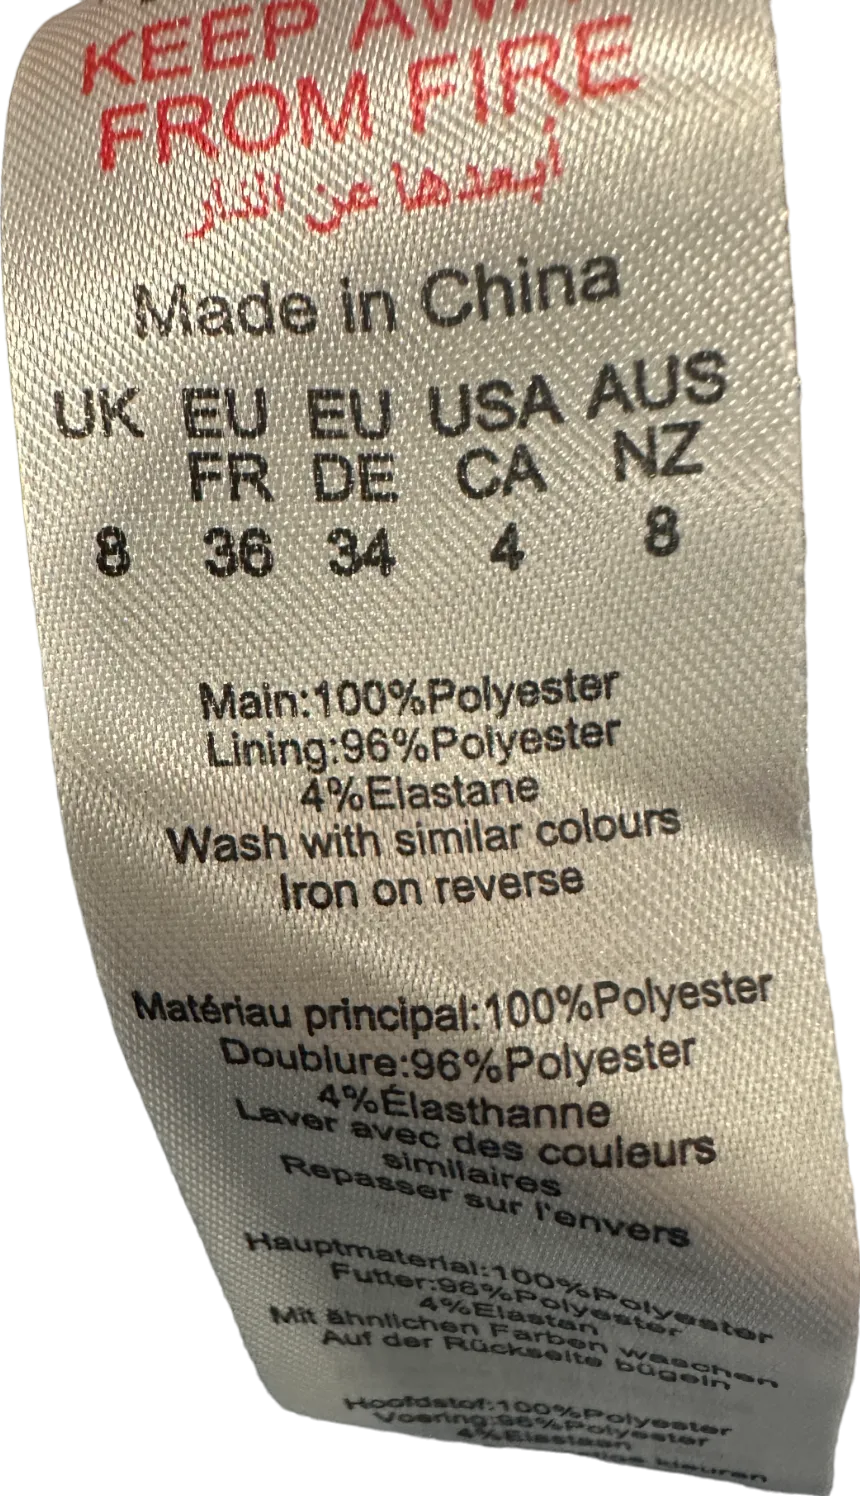 KEEP AWAY
FROM FIRE
أبعدها عن النار
Made in China
UK EU EU USA AUS
FR DE CA NZ
8 36 34 4 8
Main:100%Polyester
Lining:96%Polyester
4%Elastane
Wash with similar colours
Iron on reverse
Matériau principal:100%Polyester
Doublure:96%Polyester
4%Élasthanne
Laver avec des couleurs
similaires
Repasser sur l'envers
Hauptmaterial:100%Polyester
Futter:96%Polyester
4%Elastan
Mit ähnlichen Farben waschen
Auf der Rückseite bügeln
Hoofdstof:100%Polyester
Voering:96%Polyester
4%Elastaan
kleuren